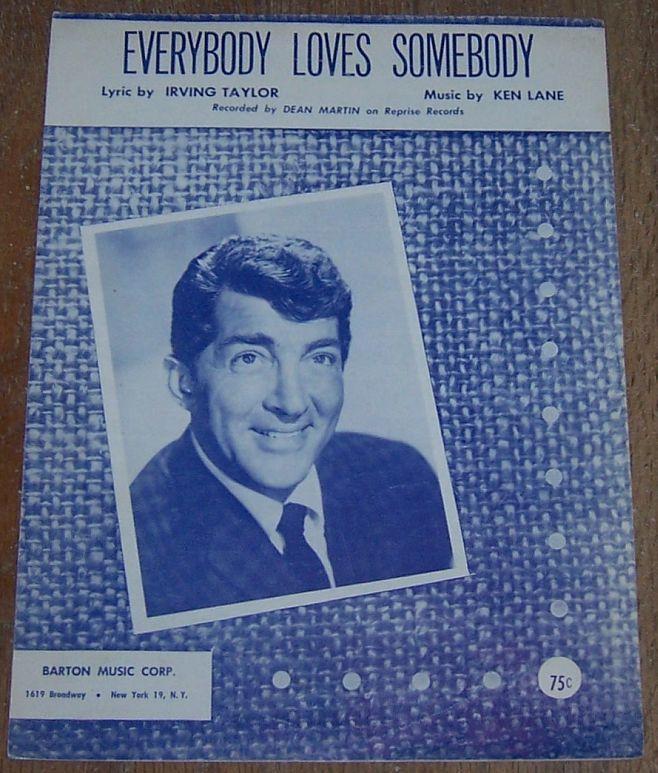 EVERYBODY LOVES SOMEBODY
Lyric by IRVING TAYLOR Music by KEN LANE
Recorded by DEAN MARTIN on Reprise Records
BARTON MUSIC CORP.
1619 Broadway • New York 19, N. Y.
75c